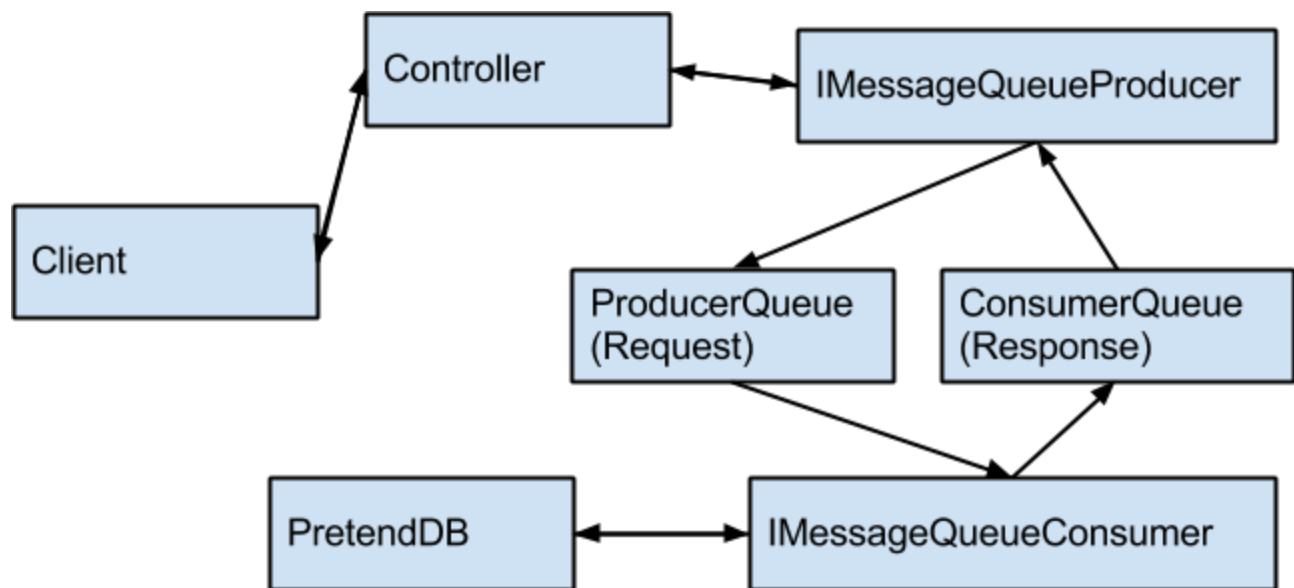 Controller
IMessageQueueProducer
Client
ProducerQueue
(Request)
ConsumerQueue
(Response)
PretendDB
IMessageQueueConsumer